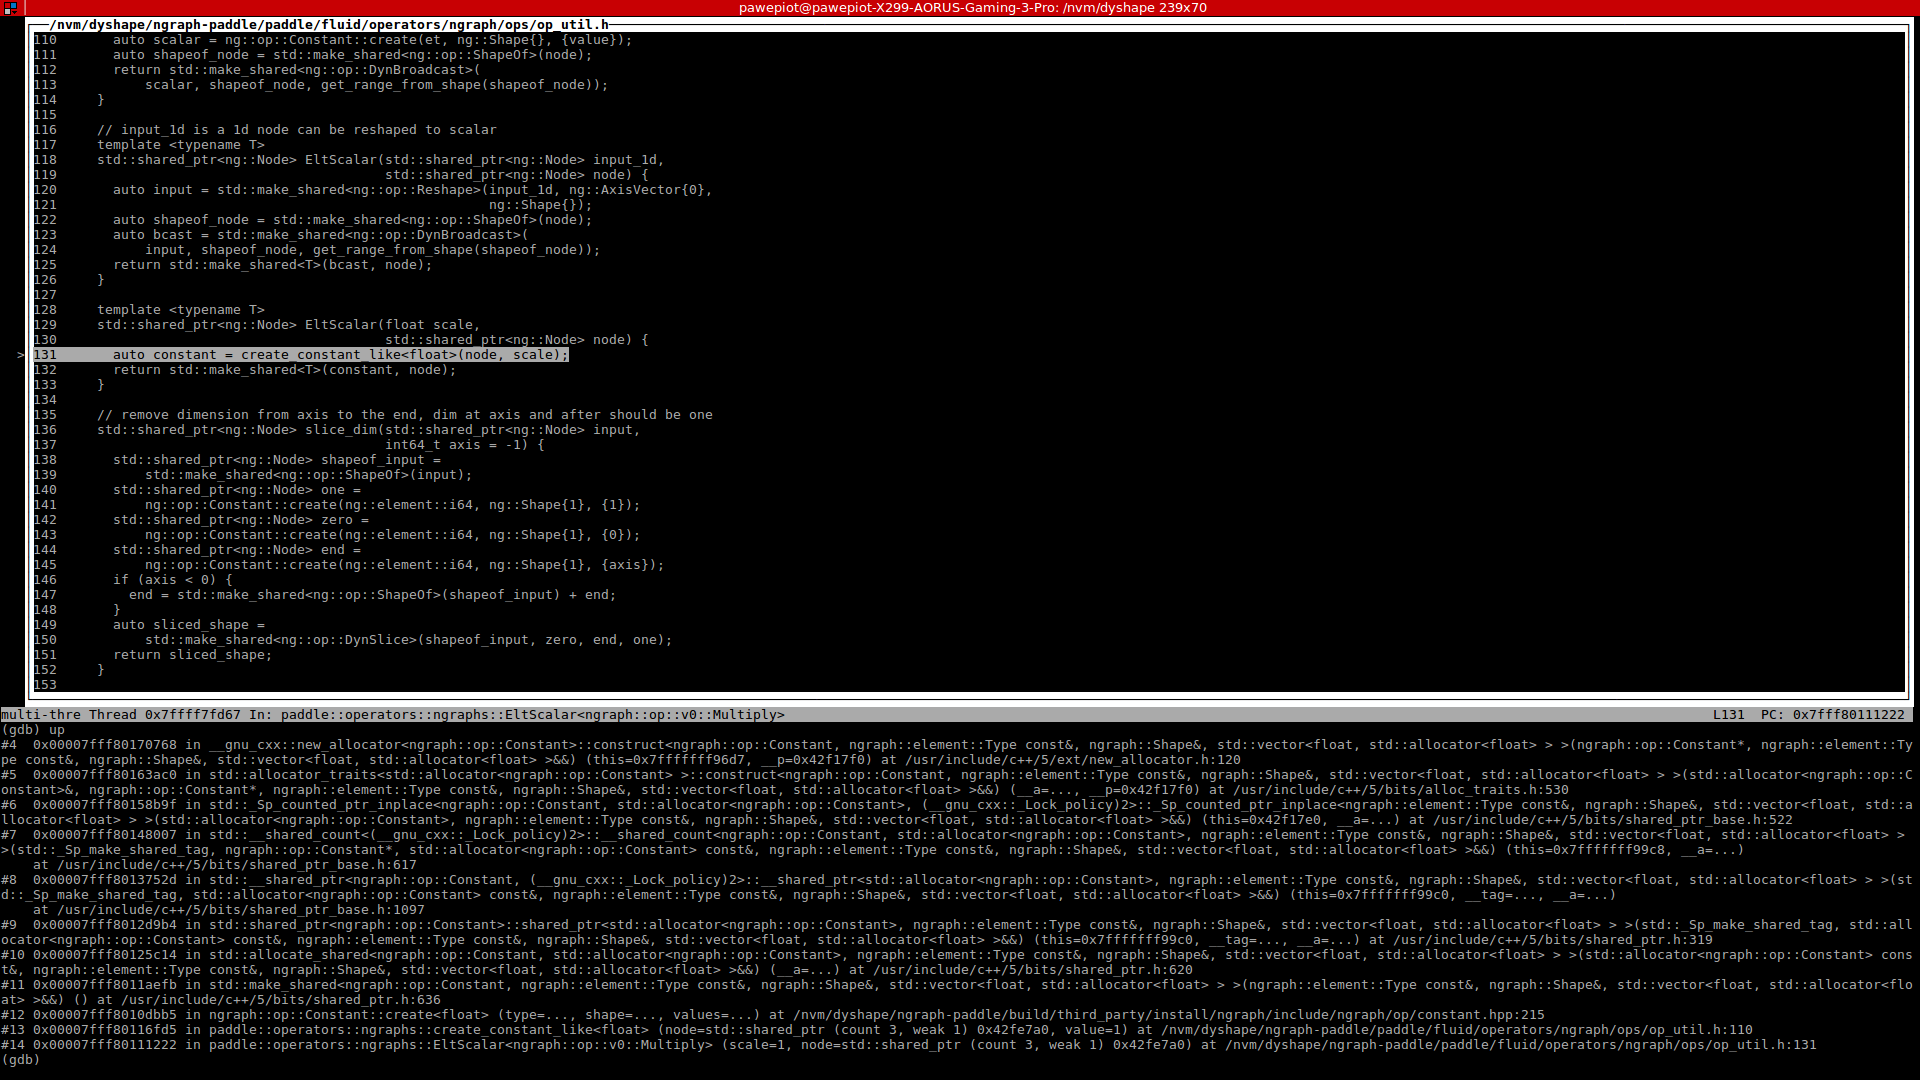 pawepiot@pawepiot-X299-AORUS-Gaming-3-Pro: /nvm/dyshape 239x70
/nvm/dyshape/ngraph-paddle/paddle/fluid/operators/ngraph/ops/op_util.h
110       auto scalar = ng::op::Constant::create(et, ng::Shape{}, {value});
111       auto shapeof_node = std::make_shared<ng::op::ShapeOf>(node);
112       return std::make_shared<ng::op::DynBroadcast>(
113           scalar, shapeof_node, get_range_from_shape(shapeof_node));
114     }
115
116     // input_1d is a 1d node can be reshaped to scalar
117     template <typename T>
118     std::shared_ptr<ng::Node> EltScalar(std::shared_ptr<ng::Node> input_1d,
119                                         std::shared_ptr<ng::Node> node) {
120       auto input = std::make_shared<ng::op::Reshape>(input_1d, ng::AxisVector{0},
121                                                      ng::Shape{});
122       auto shapeof_node = std::make_shared<ng::op::ShapeOf>(node);
123       auto bcast = std::make_shared<ng::op::DynBroadcast>(
124           input, shapeof_node, get_range_from_shape(shapeof_node));
125       return std::make_shared<T>(bcast, node);
126     }
127
128     template <typename T>
129     std::shared_ptr<ng::Node> EltScalar(float scale,
130                                         std::shared_ptr<ng::Node> node) {
>131       auto constant = create_constant_like<float>(node, scale);
132       return std::make_shared<T>(constant, node);
133     }
134
135     // remove dimension from axis to the end, dim at axis and after should be one
136     std::shared_ptr<ng::Node> slice_dim(std::shared_ptr<ng::Node> input,
137                                         int64_t axis = -1) {
138       std::shared_ptr<ng::Node> shapeof_input =
139           std::make_shared<ng::op::ShapeOf>(input);
140       std::shared_ptr<ng::Node> one =
141           ng::op::Constant::create(ng::element::i64, ng::Shape{1}, {1});
142       std::shared_ptr<ng::Node> zero =
143           ng::op::Constant::create(ng::element::i64, ng::Shape{1}, {0});
144       std::shared_ptr<ng::Node> end =
145           ng::op::Constant::create(ng::element::i64, ng::Shape{1}, {axis});
146       if (axis < 0) {
147         end = std::make_shared<ng::op::ShapeOf>(shapeof_input) + end;
148       }
149       auto sliced_shape =
150           std::make_shared<ng::op::DynSlice>(shapeof_input, zero, end, one);
151       return sliced_shape;
152     }
153
multi-thre Thread 0x7ffff7fd67 In: paddle::operators::ngraphs::EltScalar<ngraph::op::v0::Multiply>    L131  PC: 0x7fff80111222
(gdb) up
#4  0x00007fff80170768 in __gnu_cxx::new_allocator<ngraph::op::Constant>::construct<ngraph::op::Constant, ngraph::element::Type const&, ngraph::Shape&, std::vector<float, std::allocator<float> > >(ngraph::op::Constant*, ngraph::element::Ty
pe const&, ngraph::Shape&, std::vector<float, std::allocator<float> >&&) (this=0x7fffffff96d7, __p=0x42f17f0) at /usr/include/c++/5/ext/new_allocator.h:120
#5  0x00007fff80163ac0 in std::allocator_traits<std::allocator<ngraph::op::Constant> >::construct<ngraph::op::Constant, ngraph::element::Type const&, ngraph::Shape&, std::vector<float, std::allocator<float> > >(std::allocator<ngraph::op::C
onstant>&, ngraph::op::Constant*, ngraph::element::Type const&, ngraph::Shape&, std::vector<float, std::allocator<float> >&&) (__a=..., __p=0x42f17f0) at /usr/include/c++/5/bits/alloc_traits.h:530
#6  0x00007fff80158b9f in std::_Sp_counted_ptr_inplace<ngraph::op::Constant, std::allocator<ngraph::op::Constant>, (__gnu_cxx::_Lock_policy)2>::_Sp_counted_ptr_inplace<ngraph::element::Type const&, ngraph::Shape&, std::vector<float, std::a
llocator<float> > >(std::allocator<ngraph::op::Constant>, ngraph::element::Type const&, ngraph::Shape&, std::vector<float, std::allocator<float> >&&) (this=0x42f17e0, __a=...) at /usr/include/c++/5/bits/shared_ptr_base.h:522
#7  0x00007fff80148007 in std::__shared_count<(__gnu_cxx::_Lock_policy)2>::__shared_count<ngraph::op::Constant, std::allocator<ngraph::op::Constant>, ngraph::element::Type const&, ngraph::Shape&, std::vector<float, std::allocator<float> >
>(std::_Sp_make_shared_tag, ngraph::op::Constant*, std::allocator<ngraph::op::Constant> const&, ngraph::element::Type const&, ngraph::Shape&, std::vector<float, std::allocator<float> >&&) (this=0x7fffffff99c8, __a=...)
    at /usr/include/c++/5/bits/shared_ptr_base.h:617
#8  0x00007fff8013752d in std::__shared_ptr<ngraph::op::Constant, (__gnu_cxx::_Lock_policy)2>::__shared_ptr<std::allocator<ngraph::op::Constant>, ngraph::element::Type const&, ngraph::Shape&, std::vector<float, std::allocator<float> > >(st
d::_Sp_make_shared_tag, std::allocator<ngraph::op::Constant> const&, ngraph::element::Type const&, ngraph::Shape&, std::vector<float, std::allocator<float> >&&) (this=0x7fffffff99c0, __tag=..., __a=...)
    at /usr/include/c++/5/bits/shared_ptr_base.h:1097
#9  0x00007fff8012d9b4 in std::shared_ptr<ngraph::op::Constant>::shared_ptr<std::allocator<ngraph::op::Constant>, ngraph::element::Type const&, ngraph::Shape&, std::vector<float, std::allocator<float> > >(std::_Sp_make_shared_tag, std::all
ocator<ngraph::op::Constant> const&, ngraph::element::Type const&, ngraph::Shape&, std::vector<float, std::allocator<float> >&&) (this=0x7fffffff99c0, __tag=..., __a=...) at /usr/include/c++/5/bits/shared_ptr.h:319
#10 0x00007fff80125c14 in std::allocate_shared<ngraph::op::Constant, std::allocator<ngraph::op::Constant>, ngraph::element::Type const&, ngraph::Shape&, std::vector<float, std::allocator<float> > >(std::allocator<ngraph::op::Constant> cons
t&, ngraph::element::Type const&, ngraph::Shape&, std::vector<float, std::allocator<float> >&&) (__a=...) at /usr/include/c++/5/bits/shared_ptr.h:620
#11 0x00007fff8011aefb in std::make_shared<ngraph::op::Constant, ngraph::element::Type const&, ngraph::Shape&, std::vector<float, std::allocator<float> > >(ngraph::element::Type const&, ngraph::Shape&, std::vector<float, std::allocator<flo
at> >&&) () at /usr/include/c++/5/bits/shared_ptr.h:636
#12 0x00007fff8010dbb5 in ngraph::op::Constant::create<float> (type=..., shape=..., values=...) at /nvm/dyshape/ngraph-paddle/build/third_party/install/ngraph/include/ngraph/op/constant.hpp:215
#13 0x00007fff80116fd5 in paddle::operators::ngraphs::create_constant_like<float> (node=std::shared_ptr (count 3, weak 1) 0x42fe7a0, value=1) at /nvm/dyshape/ngraph-paddle/paddle/fluid/operators/ngraph/ops/op_util.h:110
#14 0x00007fff80111222 in paddle::operators::ngraphs::EltScalar<ngraph::op::v0::Multiply> (scale=1, node=std::shared_ptr (count 3, weak 1) 0x42fe7a0) at /nvm/dyshape/ngraph-paddle/paddle/fluid/operators/ngraph/ops/op_util.h:131
(gdb)